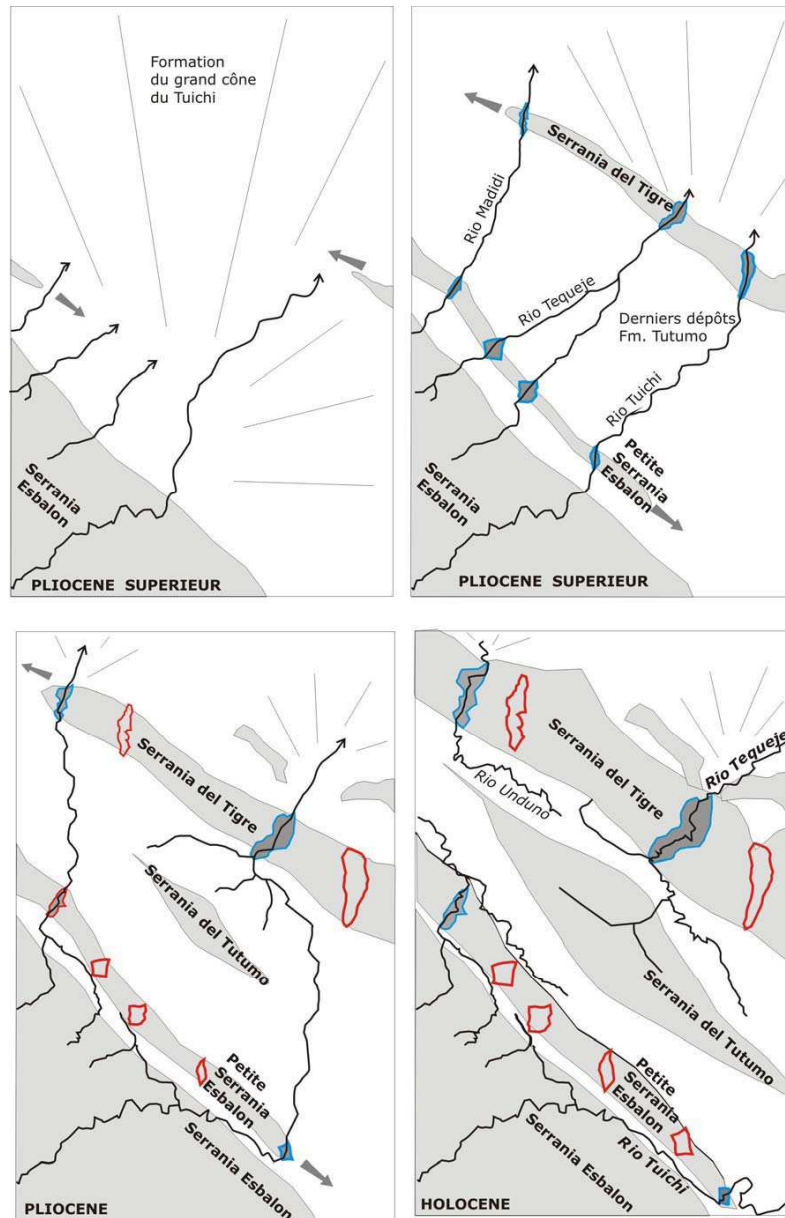 Formation
du grand cône
du Tuichi
Serrania
Esbalon
PLIOCENE SUPERIEUR
Serrania del Tigre
Rio Madidi
Rio Tequeje
Derniers dépôts
Fm. Tutumo
Rio Tuichi
Petite
Serrania
Esbalon
Serrania
Esbalon
PLIOCENE SUPERIEUR
Serrania del Tigre
Serrania del Tutumo
Petite
Serrania
Esbalon
Serrania Esbalon
PLIOCENE
Serrania del Tigre
Rio Tequeje
Rio Unduno
Serrania del Tutumo
Petite
Serrania
Esbalon
Rio Tuichi
Serrania Esbalon
HOLOCENE